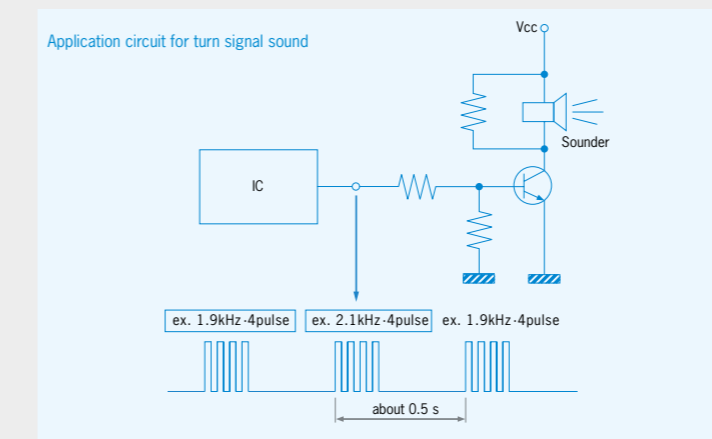 Vcc
Application circuit for turn signal sound
Sounder
IC
ex. 1.9kHz-4pulse ex. 2.1kHz-4pulse ex. 1.9kHz-4pulse
about 0.5 s